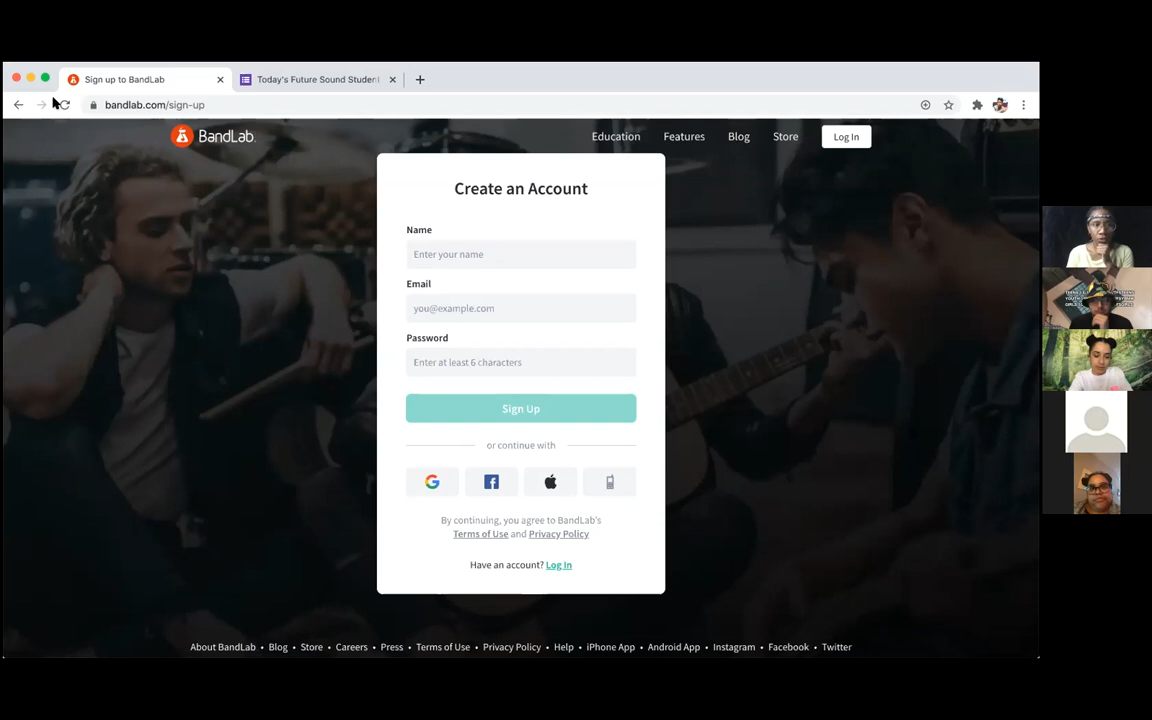 Sign up to BandLab
Today's Future Sound Student
bandlab.com/sign-up
BandLab
Education
Features
Blog
Store
Log In
Create an Account
Name
Enter your name
Email
you@example.com
Password
Enter at least 6 characters
Sign Up
or continue with
By continuing, you agree to BandLab's
Terms of Use and Privacy Policy
Have an account? Log In
About BandLab • Blog • Store • Careers • Press • Terms of Use • Privacy Policy • Help • iPhone App • Android App • Instagram • Facebook • Twitter